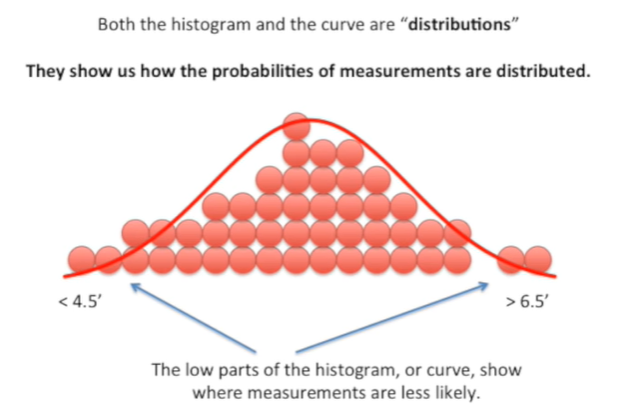 Both the histogram and the curve are “distributions”
They show us how the probabilities of measurements are distributed.
< 4.5’
> 6.5’
The low parts of the histogram, or curve, show
where measurements are less likely.